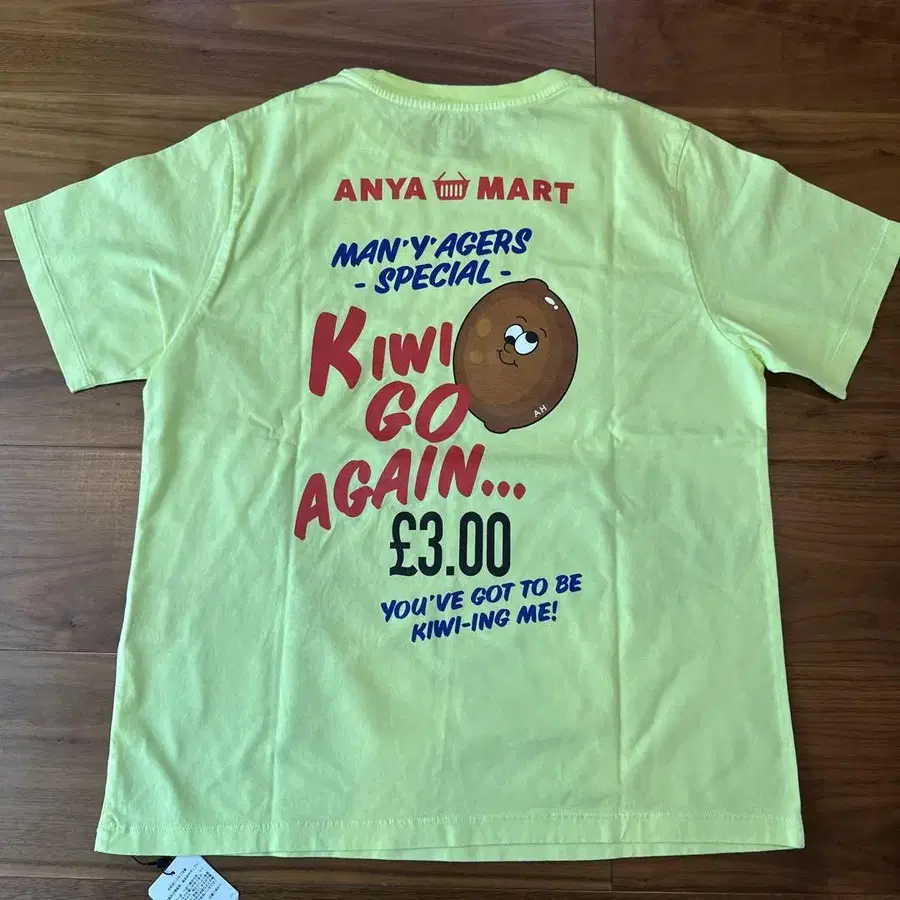 ANYA MART
MAN'Y'AGERS
- SPECIAL -
KIWI
GO
AGAIN...
AH
£3.00
YOU'VE GOT TO BE
KIWI-ING ME!